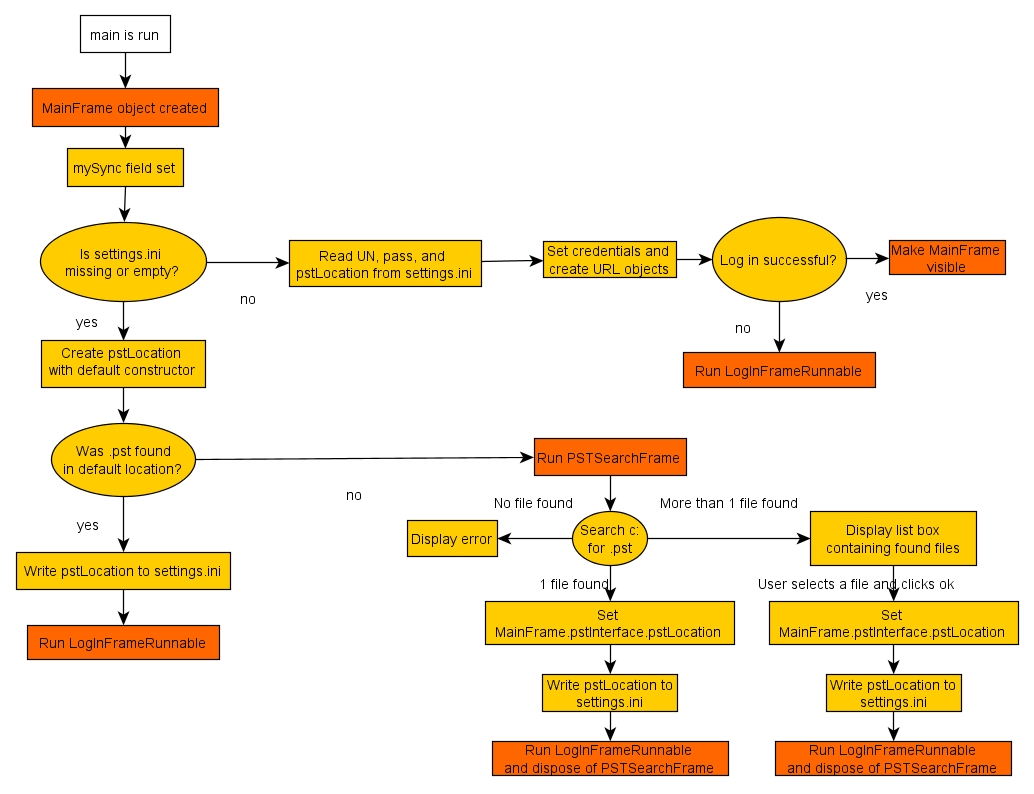 main is run
MainFrame object created
mySync field set
Is settings.ini
missing or empty?
no
Read UN, pass, and
pstLocation from settings.ini
Set credentials and
create URL objects
Log in successful?
yes
Make MainFrame
visible
no
Run LogInFrameRunnable
yes
Create pstLocation
with default constructor
Was .pst found
in default location?
no
Run PSTSearchFrame
yes
Write pstLocation to settings.ini
Run LogInFrameRunnable
No file found
More than 1 file found
Display error
Search c:
for .pst
Display list box
containing found files
1 file found
User selects a file and clicks ok
Set
MainFrame.pstInterface.pstLocation
Set
MainFrame.pstInterface.pstLocation
Write pstLocation to
settings.ini
Write pstLocation to
settings.ini
Run LogInFrameRunnable
and dispose of PSTSearchFrame
Run LogInFrameRunnable
and dispose of PSTSearchFrame